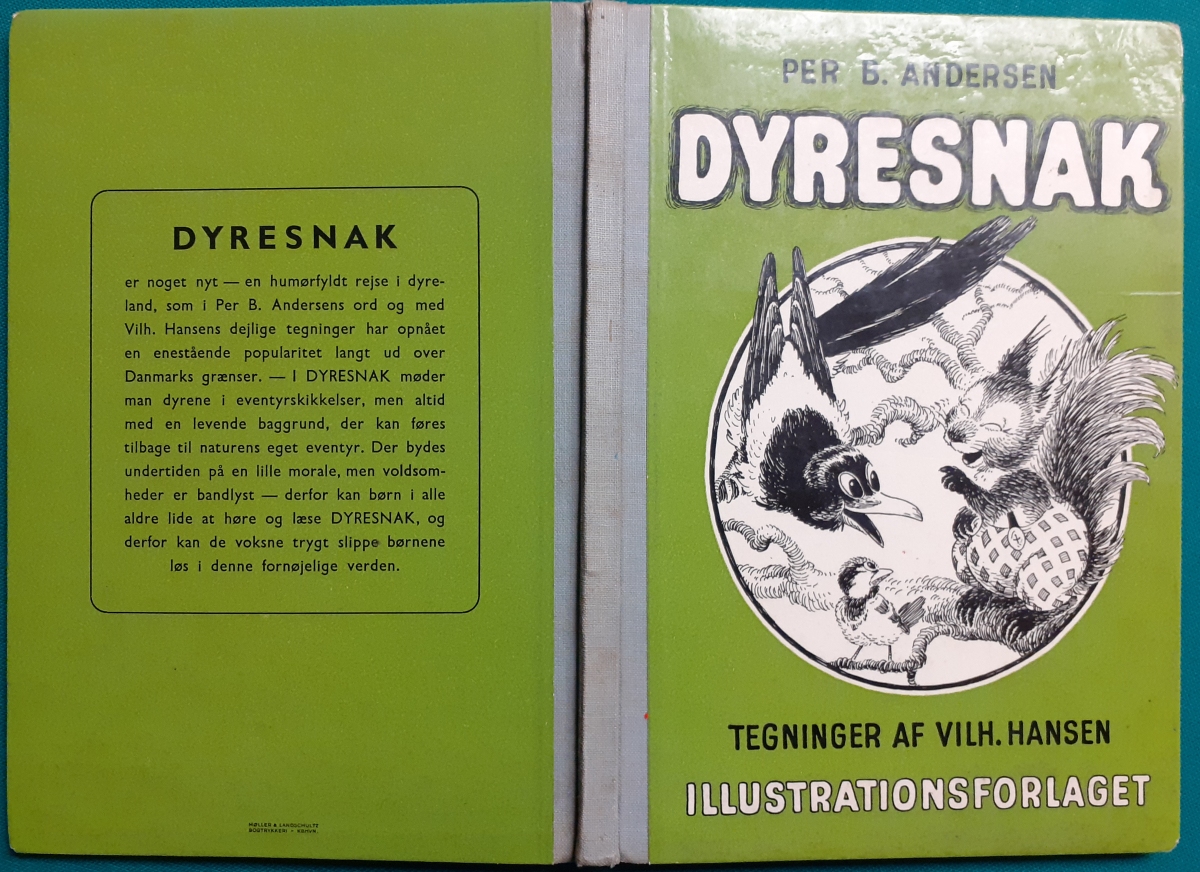 DYRESNAK
er noget nyt — en humørfyldt rejse i dyre-
land, som i Per B. Andersens ord og med
Vilh. Hansens dejlige tegninger har opnået
en enestående popularitet langt ud over
Danmarks grænser. — I DYRESNAK møder
man dyrene i eventyrskikkelser, men altid
med en levende baggrund, der kan føres
tilbage til naturens eget eventyr. Der bydes
undertiden på en lille morale, men voldsom-
heder er bandlyst — derfor kan børn i alle
aldre lide at høre og læse DYRESNAK, og
derfor kan de voksne trygt slippe børnene
løs i denne fornøjelige verden.
MØLLER & LANDSCHULTZ
BOGTRYKKERI • KBHVN.
PER B. ANDERSEN
DYRESNAK
TEGNINGER AF VILH. HANSEN
ILLUSTRATIONSFORLAGET